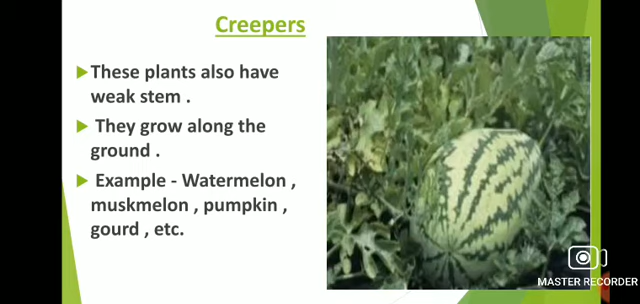 Creepers
These plants also have
weak stem .
They grow along the
ground .
Example - Watermelon ,
muskmelon , pumpkin ,
gourd , etc.
MASTER RECORDER